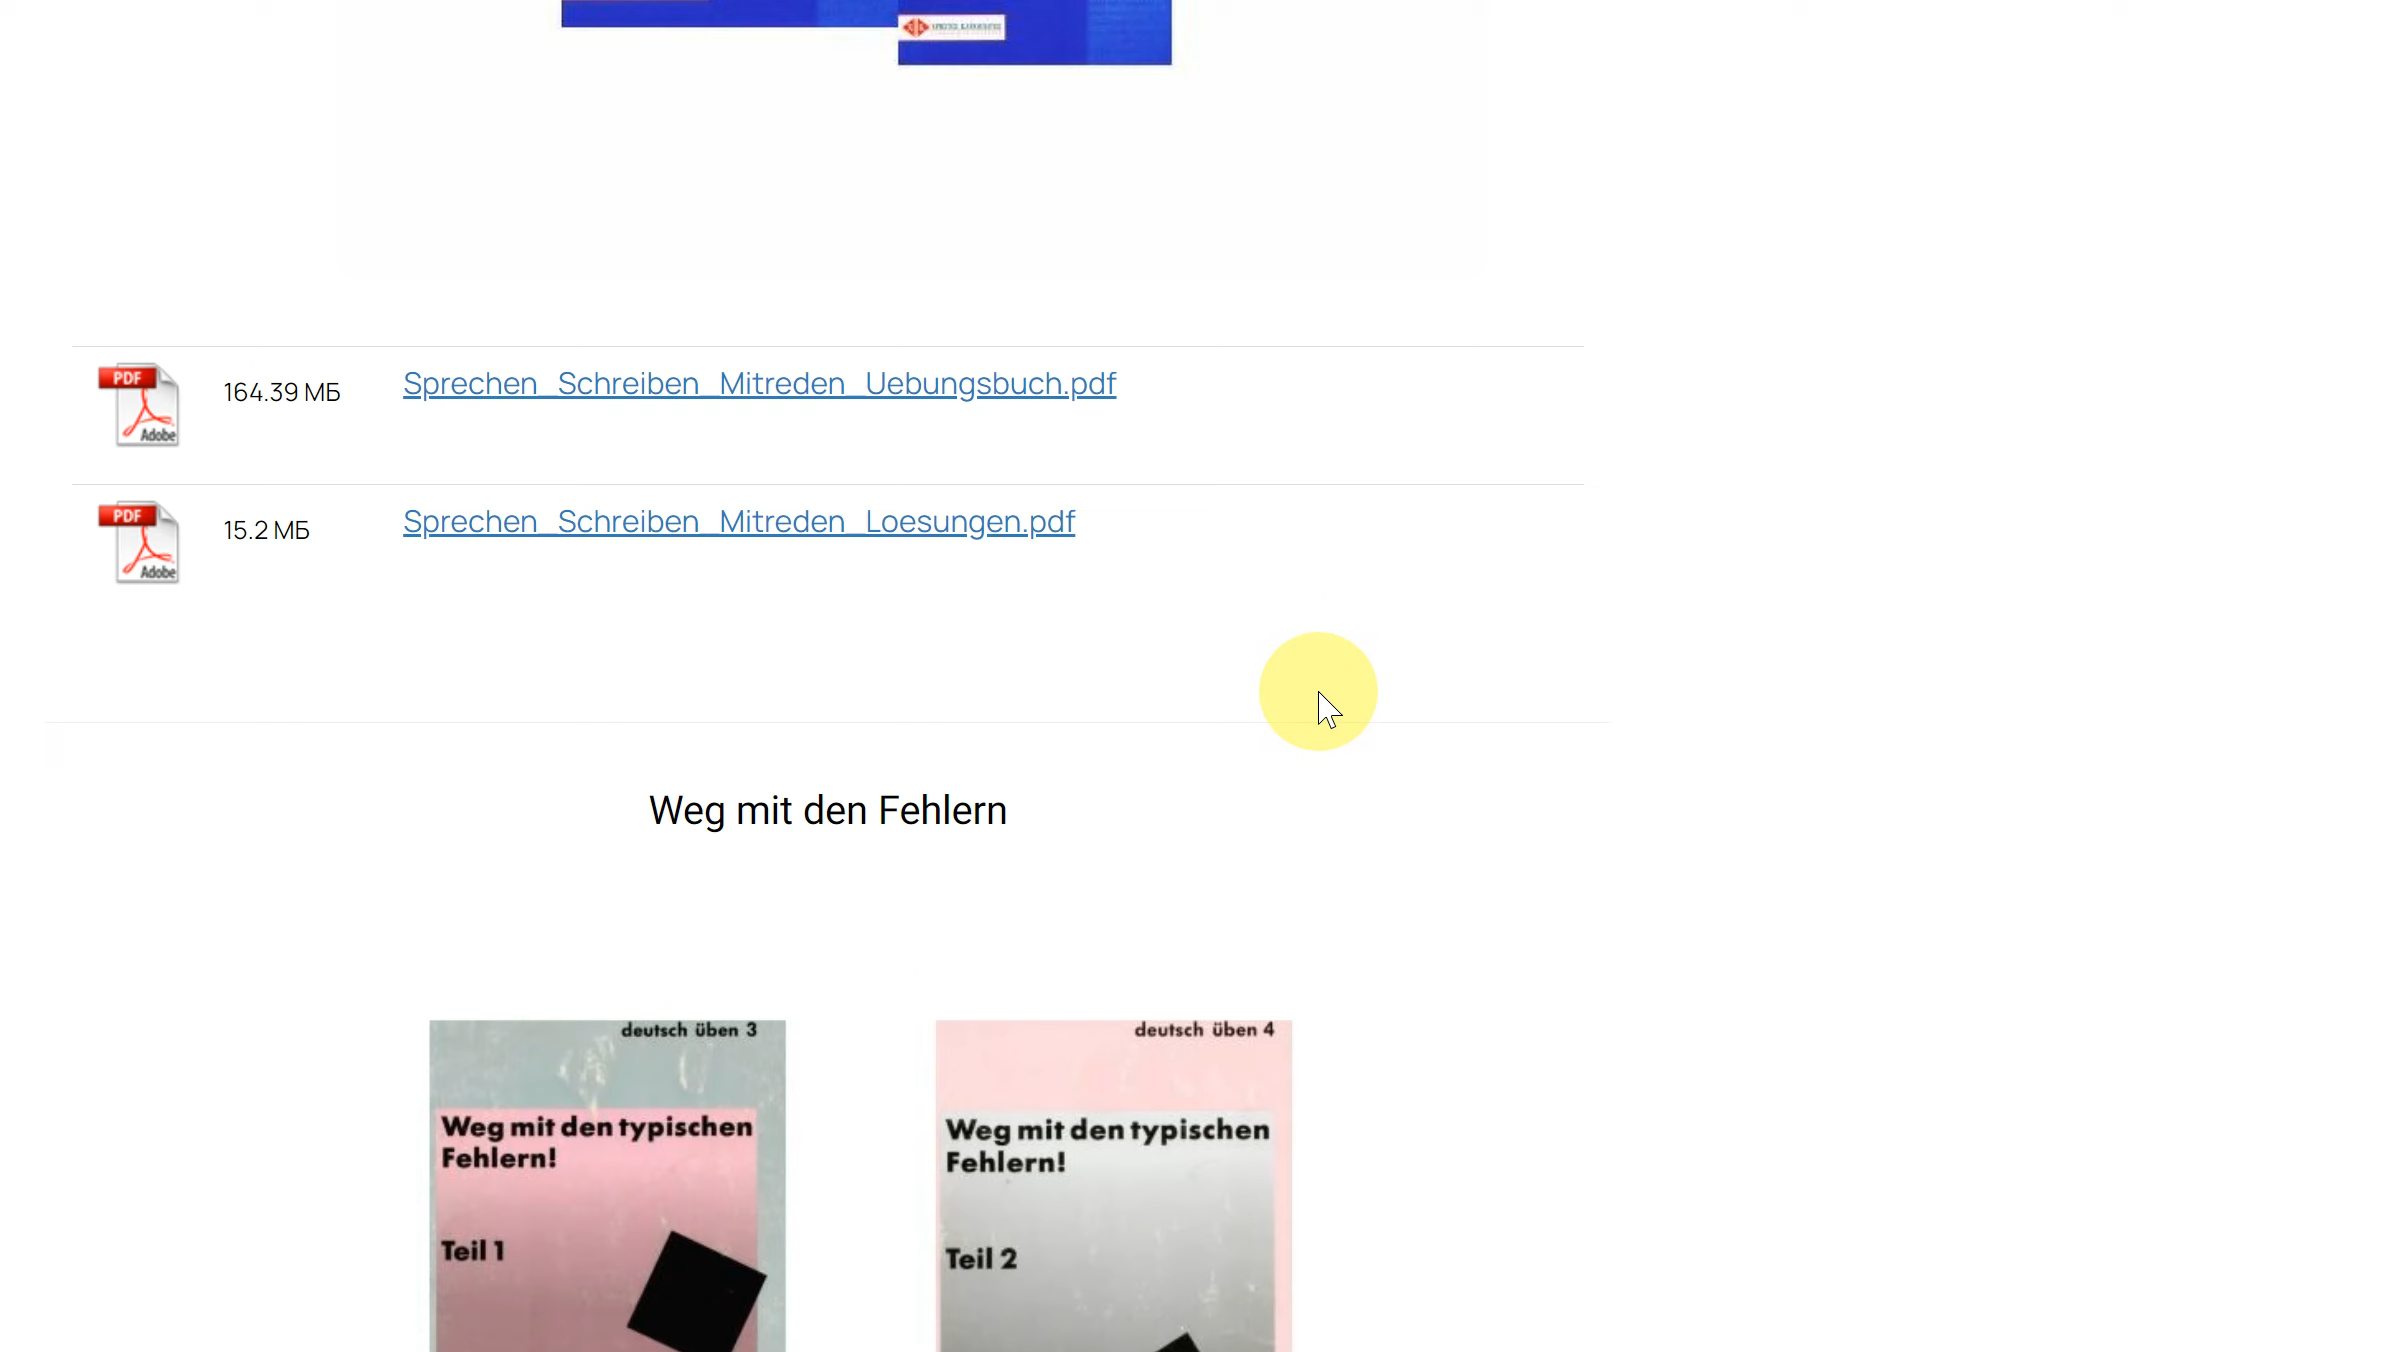 PDF
Adobe
164.39 МБ
Sprechen_Schreiben_Mitreden_Uebungsbuch.pdf
PDF
Adobe
15.2 МБ
Sprechen_Schreiben_Mitreden_Loesungen.pdf
Weg mit den Fehlern
deutsch üben 3
Weg mit den typischen
Fehlern!
Teil 1
deutsch üben 4
Weg mit den typischen
Fehlern!
Teil 2